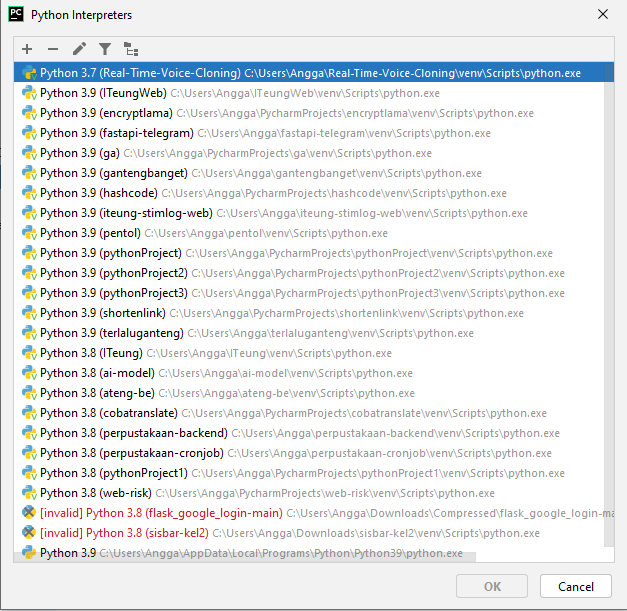 PC Python Interpreters
Python 3.7 (Real-Time-Voice-Cloning) C:\Users\Angga\Real-Time-Voice-Cloning\venv\Scripts\python.exe
Python 3.9 (ITeungWeb) C:\Users\Angga\ITeungWeb\venv\Scripts\python.exe
Python 3.9 (encryptlama) C:\Users\Angga\PycharmProjects\encryptlama\venv\Scripts\python.exe
Python 3.9 (fastapi-telegram) C:\Users\Angga\fastapi-telegram\venv\Scripts\python.exe
Python 3.9 (ga) C:\Users\Angga\PycharmProjects\ga\venv\Scripts\python.exe
Python 3.9 (gantengbanget) C:\Users\Angga\gantengbanget\venv\Scripts\python.exe
Python 3.9 (hashcode) C:\Users\Angga\PycharmProjects\hashcode\venv\Scripts\python.exe
Python 3.9 (iteung-stimlog-web) C:\Users\Angga\iteung-stimlog-web\venv\Scripts\python.exe
Python 3.9 (pentol) C:\Users\Angga\pentol\venv\Scripts\python.exe
Python 3.9 (pythonProject) C:\Users\Angga\PycharmProjects\pythonProject\venv\Scripts\python.exe
Python 3.9 (pythonProject2) C:\Users\Angga\PycharmProjects\pythonProject2\venv\Scripts\python.exe
Python 3.9 (pythonProject3) C:\Users\Angga\PycharmProjects\pythonProject3\venv\Scripts\python.exe
Python 3.9 (shortenlink) C:\Users\Angga\PycharmProjects\shortenlink\venv\Scripts\python.exe
Python 3.9 (terlaluganteng) C:\Users\Angga\terlaluganteng\venv\Scripts\python.exe
Python 3.8 (ITeung) C:\Users\Angga\ITeung\venv\Scripts\python.exe
Python 3.8 (ai-model) C:\Users\Angga\ai-model\venv\Scripts\python.exe
Python 3.8 (ateng-be) C:\Users\Angga\ateng-be\venv\Scripts\python.exe
Python 3.8 (cobatranslate) C:\Users\Angga\PycharmProjects\cobatranslate\venv\Scripts\python.exe
Python 3.8 (perpustakaan-backend) C:\Users\Angga\perpustakaan-backend\venv\Scripts\python.exe
Python 3.8 (perpustakaan-cronjob) C:\Users\Angga\perpustakaan-cronjob\venv\Scripts\python.exe
Python 3.8 (pythonProject1) C:\Users\Angga\PycharmProjects\pythonProject1\venv\Scripts\python.exe
Python 3.8 (web-risk) C:\Users\Angga\PycharmProjects\web-risk\venv\Scripts\python.exe
[invalid] Python 3.8 (flask_google_login-main) C:\Users\Angga\Downloads\Compressed\flask_google_login-ma
[invalid] Python 3.8 (sisbar-kel2) C:\Users\Angga\Downloads\sisbar-kel2\venv\Scripts\python.exe
Python 3.9 C:\Users\Angga\AppData\Local\Programs\Python\Python39\python.exe
OK Cancel